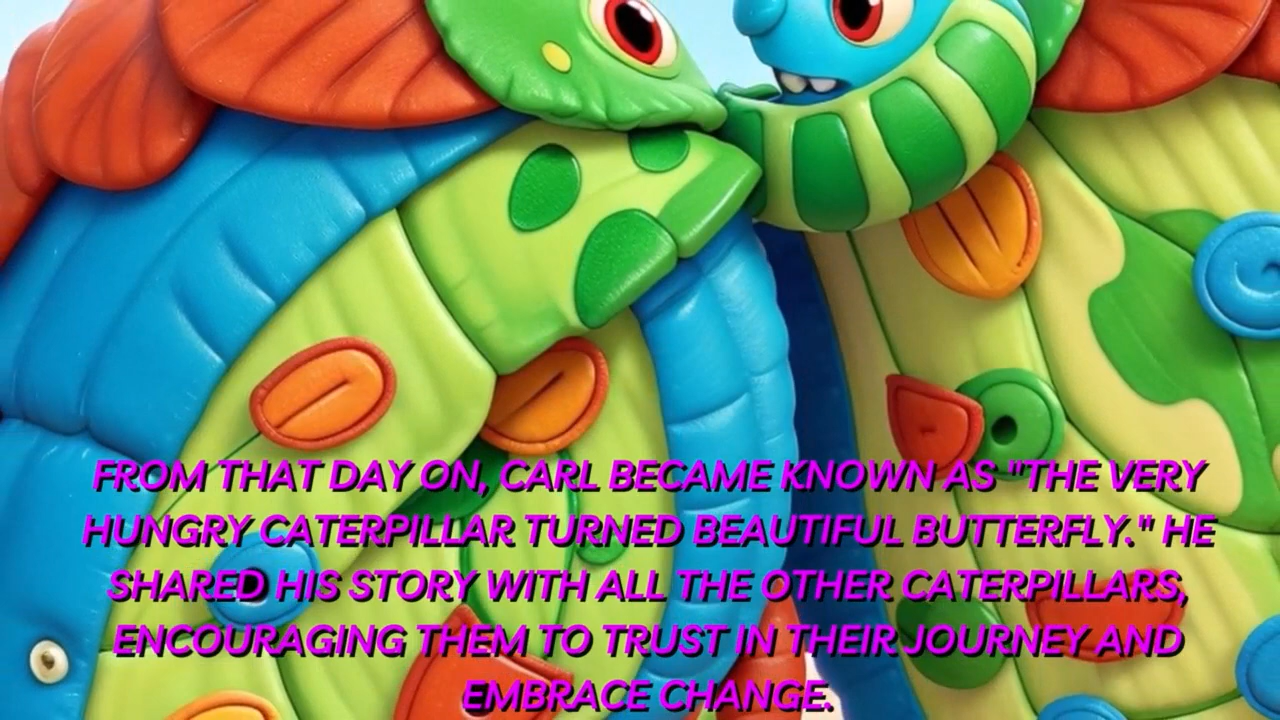 FROM THAT DAY ON, CARL BECAME KNOWN AS "THE VERY
HUNGRY CATERPILLAR TURNED BEAUTIFUL BUTTERFLY." HE
SHARED HIS STORY WITH ALL THE OTHER CATERPILLARS,
ENCOURAGING THEM TO TRUST IN THEIR JOURNEY AND
EMBRACE CHANGE.